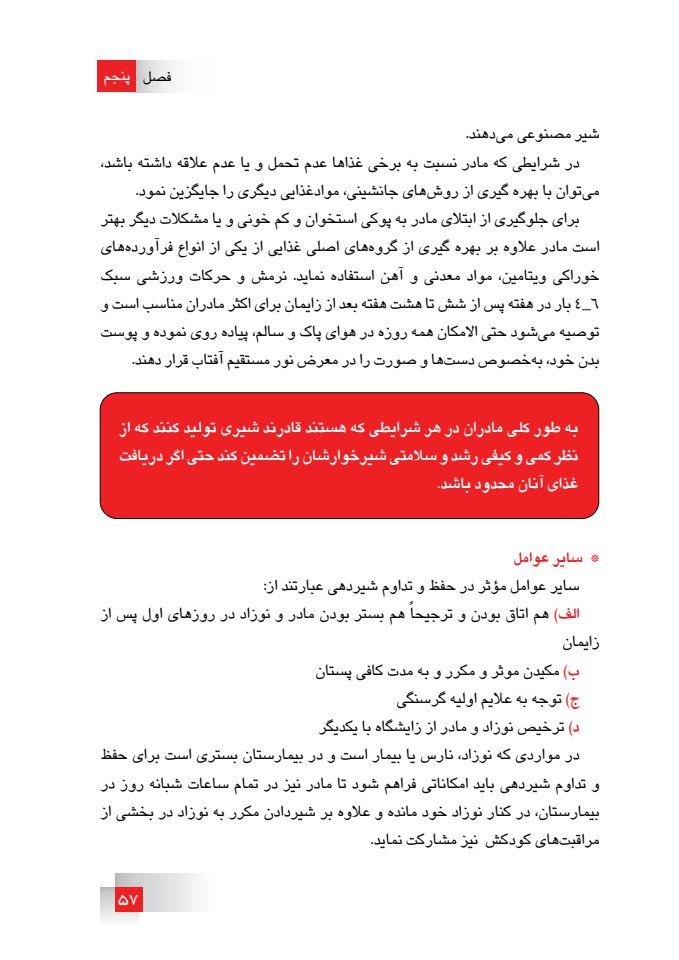 فصل پنجم
شیر مصنوعی می‌دهند.
در شرایطی که مادر نسبت به برخی غذاها عدم تحمل و یا عدم علاقه داشته باشد،
می‌توان با بهره گیری از روش‌های جانشینی، موادغذایی دیگری را جایگزین نمود.
برای جلوگیری از ابتلای مادر به پوکی استخوان و کم خونی و یا مشکلات دیگر بهتر
است مادر علاوه بر بهره گیری از گروه‌های اصلی غذایی از یکی از انواع فرآورده‌های
خوراکی ویتامین، مواد معدنی و آهن استفاده نماید. نرمش و حرکات ورزشی سبک
٦_٤ بار در هفته پس از شش تا هشت هفته بعد از زایمان برای اکثر مادران مناسب است و
توصیه می‌شود حتی الامکان همه روزه در هوای پاک و سالم، پیاده روی نموده و پوست
بدن خود، به‌خصوص دست‌ها و صورت را در معرض نور مستقیم آفتاب قرار دهند.
به طور کلی مادران در هر شرایطی که هستند قادرند شیری تولید کنند که از
نظر کمی و کیفی رشد و سلامتی شیرخوارشان را تضمین کند حتی اگر دریافت
غذای آنان محدود باشد.
* سایر عوامل
سایر عوامل مؤثر در حفظ و تداوم شیردهی عبارتند از:
الف) هم اتاق بودن و ترجیحاً هم بستر بودن مادر و نوزاد در روزهای اول پس از
زایمان
ب) مکیدن موثر و مکرر و به مدت کافی پستان
ج) توجه به علایم اولیه گرسنگی
د) ترخیص نوزاد و مادر از زایشگاه با یکدیگر
در مواردی که نوزاد، نارس یا بیمار است و در بیمارستان بستری است برای حفظ
و تداوم شیردهی باید امکاناتی فراهم شود تا مادر نیز در تمام ساعات شبانه روز در
بیمارستان، در کنار نوزاد خود مانده و علاوه بر شیردادن مکرر به نوزاد در بخشی از
مراقبت‌های کودکش نیز مشارکت نماید.
۵۷